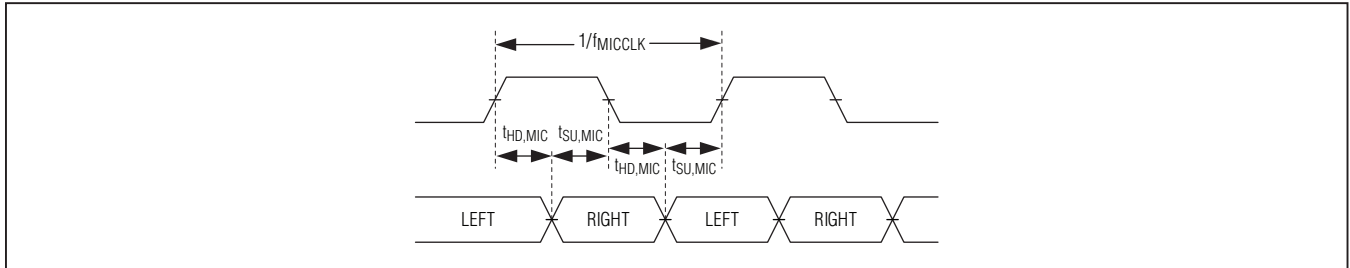 1/fMICCLK
tHD,MIC tSU,MIC
tHD,MIC tSU,MIC
LEFT RIGHT LEFT RIGHT